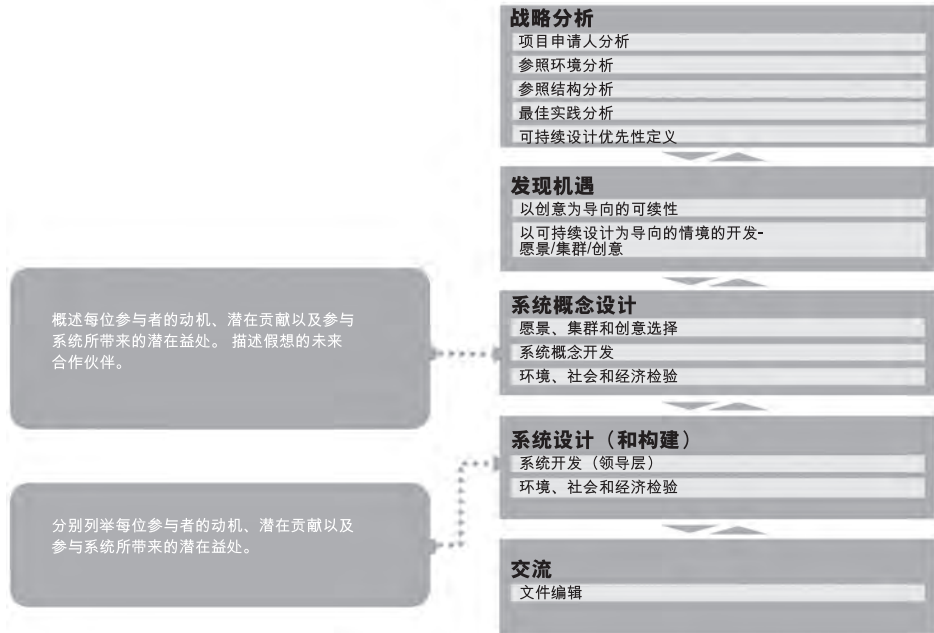 战略分析
项目申请人分析
参照环境分析
参照结构分析
最佳实践分析
可持续设计优先性定义
发现机遇
以创意为导向的可续性
以可持续设计为导向的情境的开发-
愿景/集群/创意
系统概念设计
愿景、集群和创意选择
系统概念开发
环境、社会和经济检验
概述每位参与者的动机、潜在贡献以及参与
系统所带来的潜在益处。 描述假想的未来
合作伙伴。
系统设计（和构建）
系统开发（领导层）
环境、社会和经济检验
分别列举每位参与者的动机、潜在贡献以及
参与系统所带来的潜在益处。
交流
文件编辑